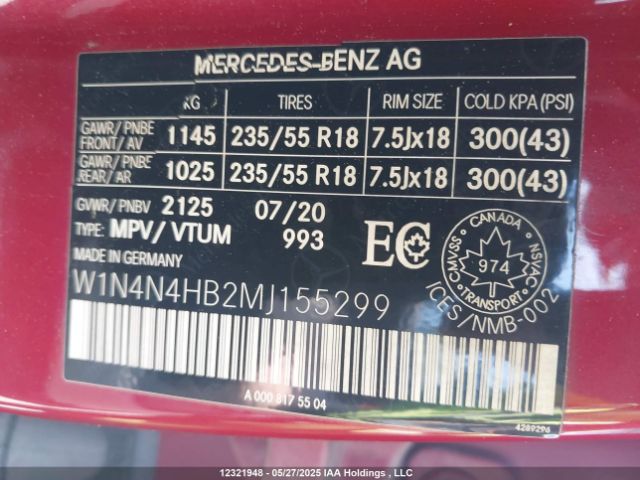 MERCEDES-BENZ AG
KG TIRES RIM SIZE COLD KPA (PSI)
GAWR/ PNBE FRONT/ AV 1145 235/55 R18 7.5Jx18 300(43)
GAWR/ PNBE REAR/ AR 1025 235/55 R18 7.5Jx18 300(43)
GVWR/ PNBV 2125 07/20
TYPE: MPV/ VTUM 993
EC
MADE IN GERMANY
CANADA
CMVSS 974 NSVAC
TRANSPORT
ICES/NMB-002
W1N4N4HB2MJ155299
A 000 817 55 04
4289296
12321948 - 05/27/2025 IAA Holdings , LLC